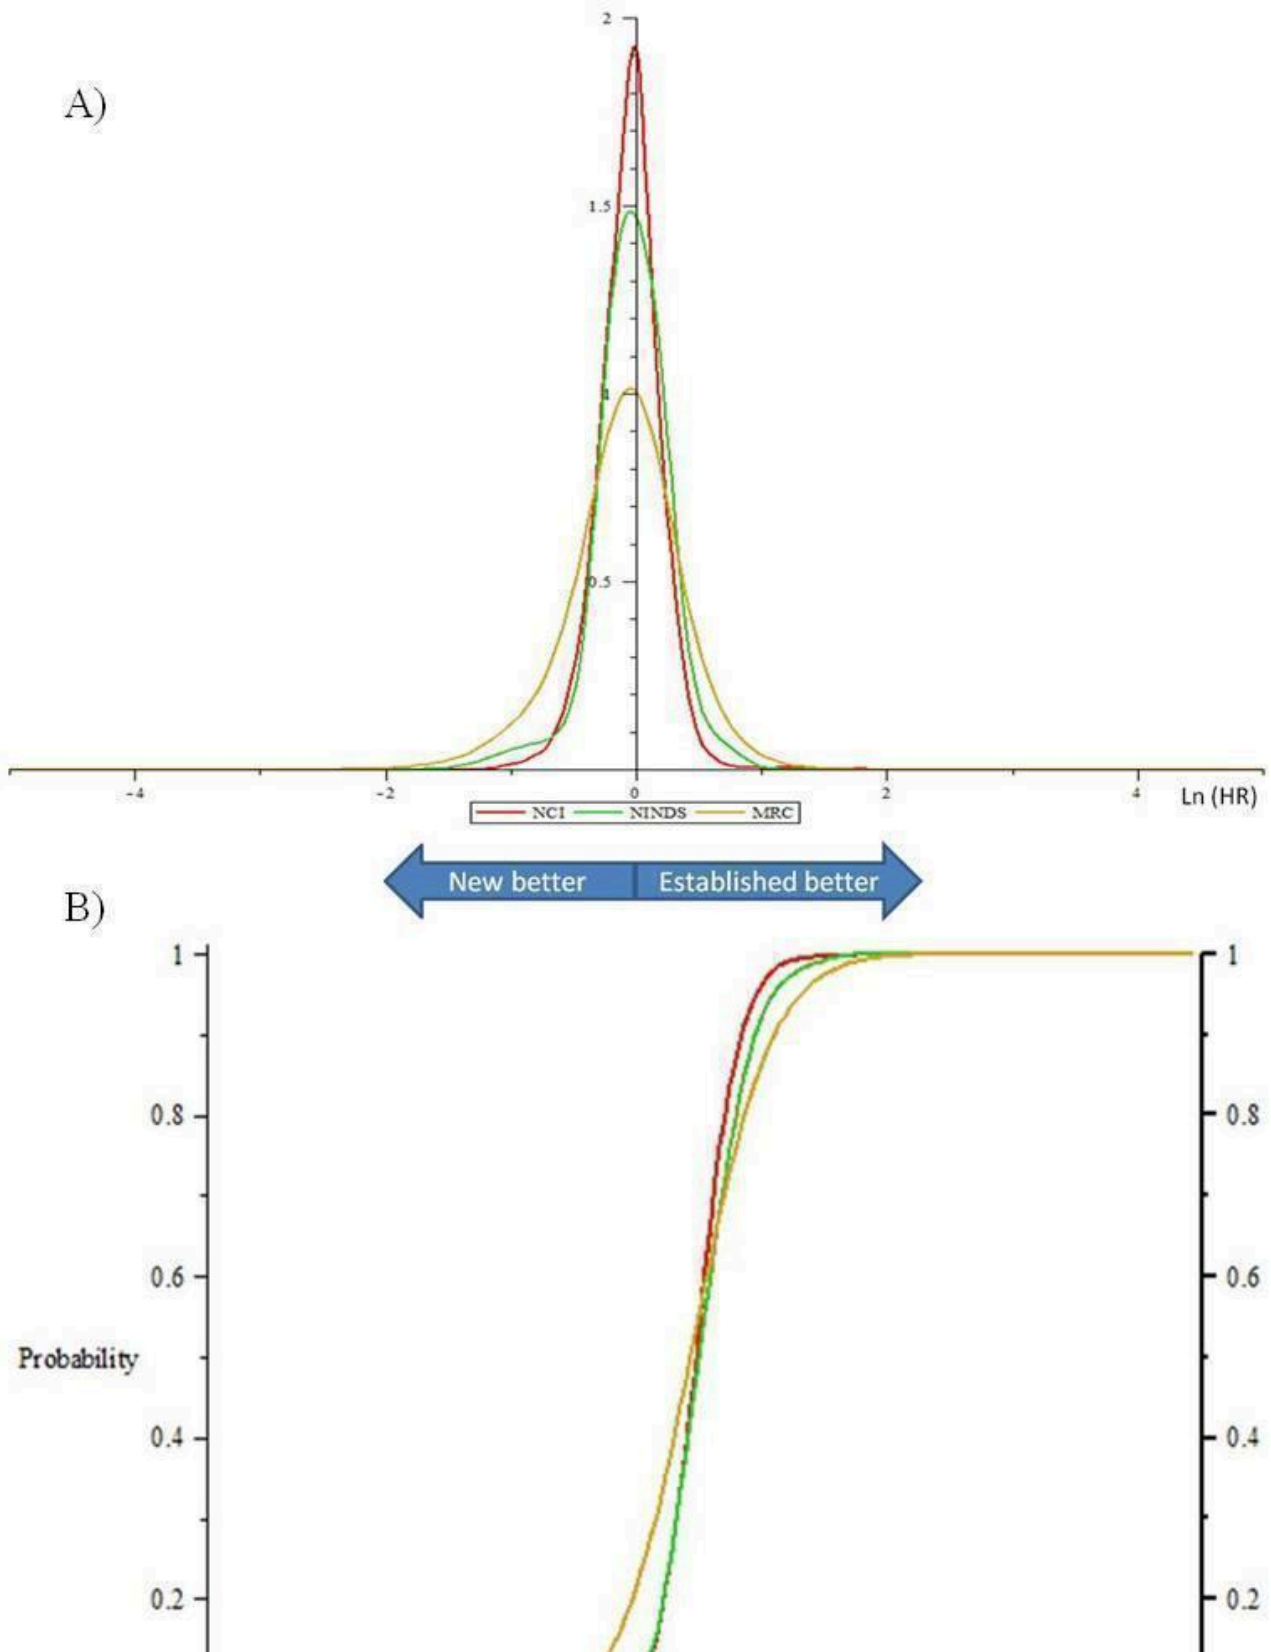 A)
2
1.5
1
0.5
-4 -2 0 2 4 Ln (HR)
NCI NINDS MRC
New better Established better
B)
1 1
0.8 0.8
0.6 0.6
Probability
0.4 0.4
0.2 0.2